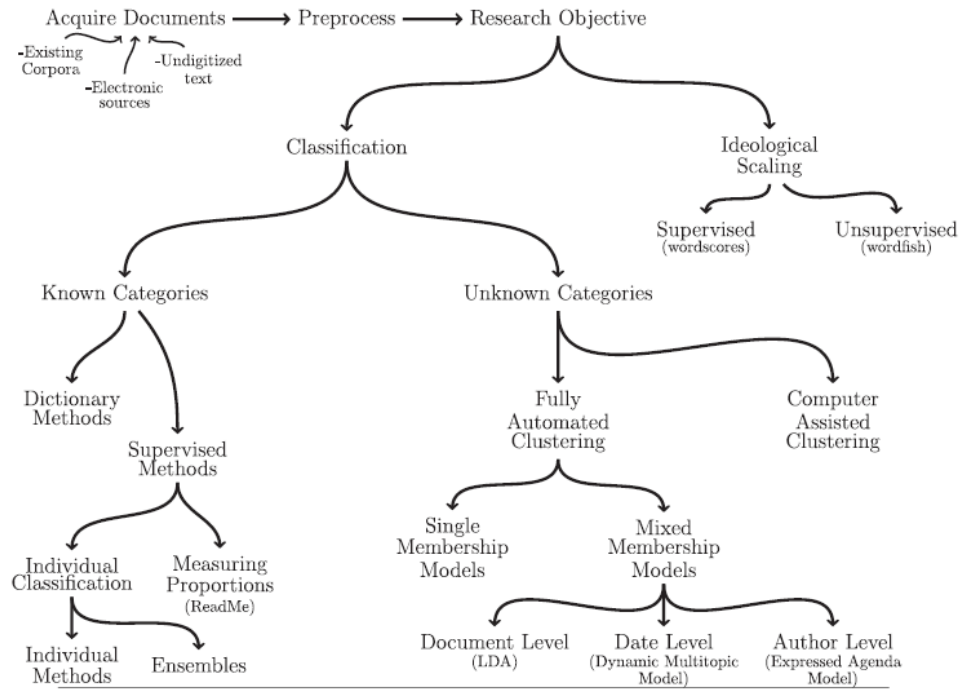 Acquire Documents
Preprocess
Research Objective
-Existing
Corpora
-Electronic
sources
-Undigitized
text
Classification
Ideological
Scaling
Supervised
(wordscores)
Unsupervised
(wordfish)
Known Categories
Unknown Categories
Dictionary
Methods
Supervised
Methods
Fully
Automated
Clustering
Computer
Assisted
Clustering
Individual
Classification
Measuring
Proportions
(ReadMe)
Single
Membership
Models
Mixed
Membership
Models
Individual
Methods
Ensembles
Document Level
(LDA)
Date Level
(Dynamic Multitopic
Model)
Author Level
(Expressed Agenda
Model)